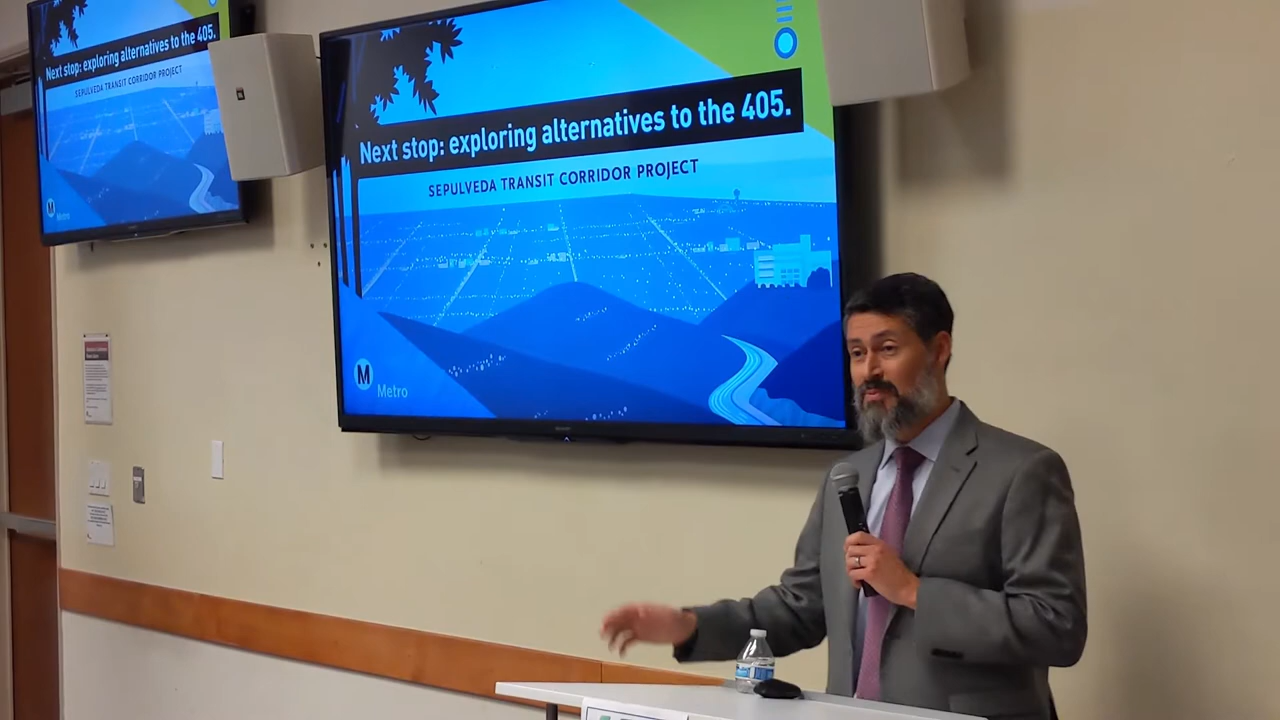 Next stop: exploring alternatives to the 405.
SEPULVEDA TRANSIT CORRIDOR PROJECT
M
Metro
Next stop: exploring alternatives to the 405.
SEPULVEDA TRANSIT CORRIDOR PROJECT
M
Metro